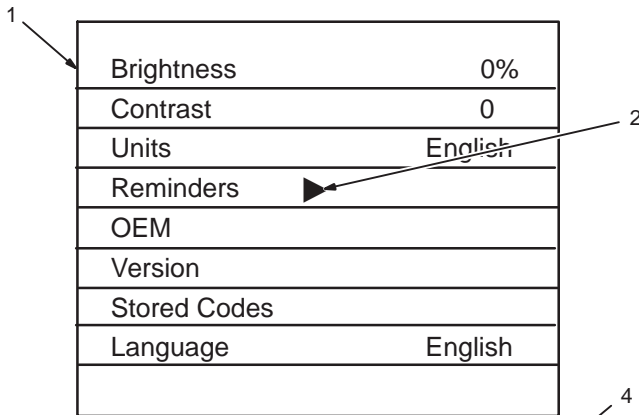 1
Brightness 0%
Contrast 0
2
Units English
Reminders
OEM
Version
Stored Codes
Language English
4